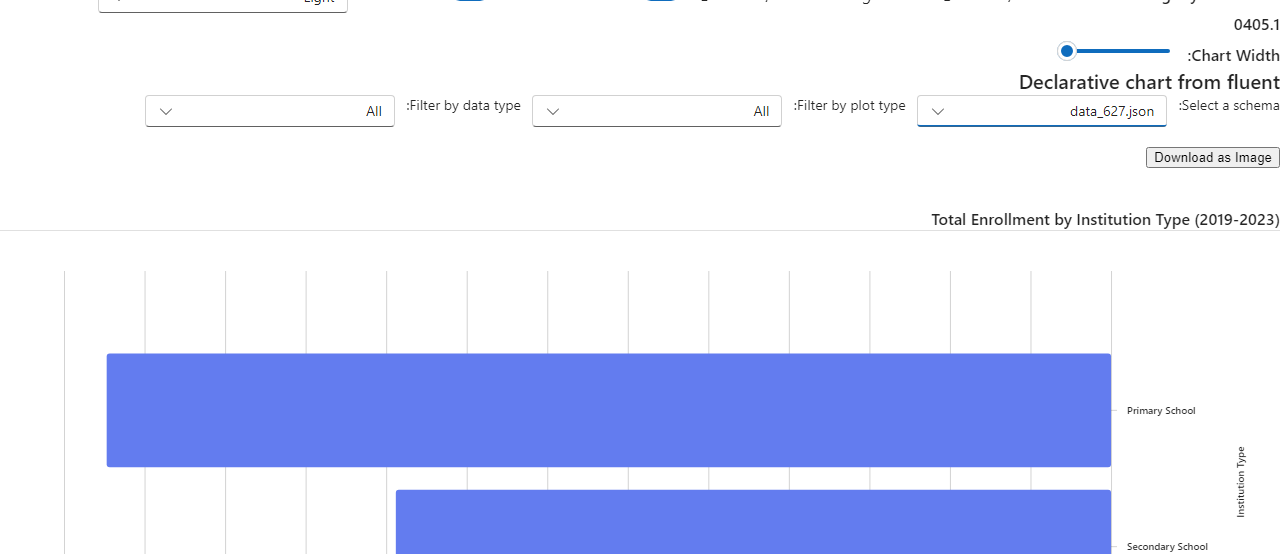 Light
0405.1
:Chart Width
Declarative chart from fluent
:Select a schema
data_627.json
:Filter by plot type
All
:Filter by data type
All
Download as Image
Total Enrollment by Institution Type (2019-2023)
Primary School
Institution Type
Secondary School